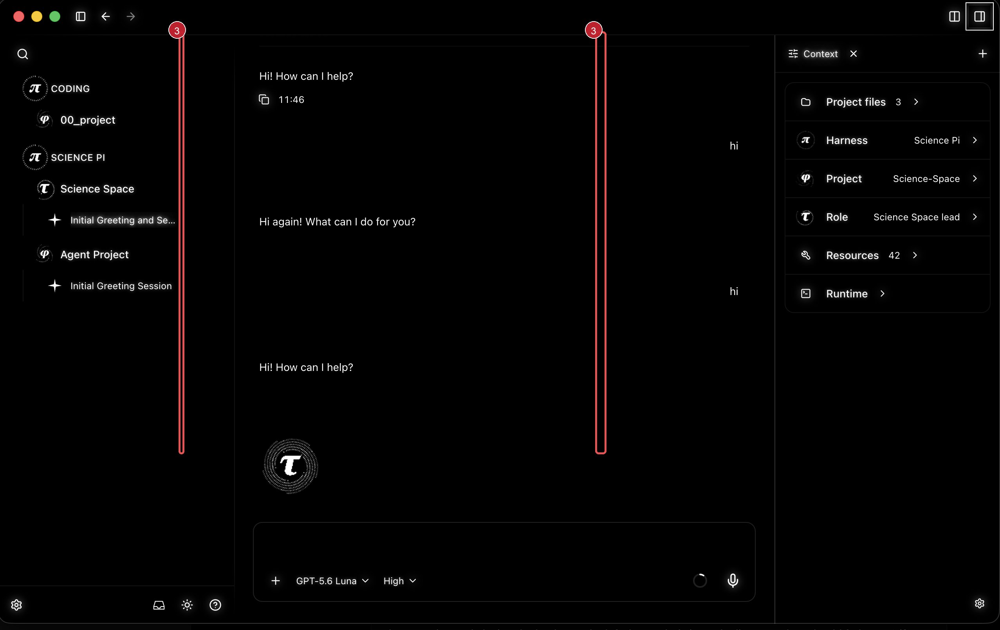 3
3
Context
CODING
00_project
SCIENCE PI
Science Space
Initial Greeting and Se...
Agent Project
Initial Greeting Session
Hi! How can I help?
11:46
hi
Hi again! What can I do for you?
hi
Hi! How can I help?
τ
GPT-5.6 Luna
High
Project files 3
π Harness Science Pi
φ Project Science-Space
τ Role Science Space lead
Resources 42
Runtime